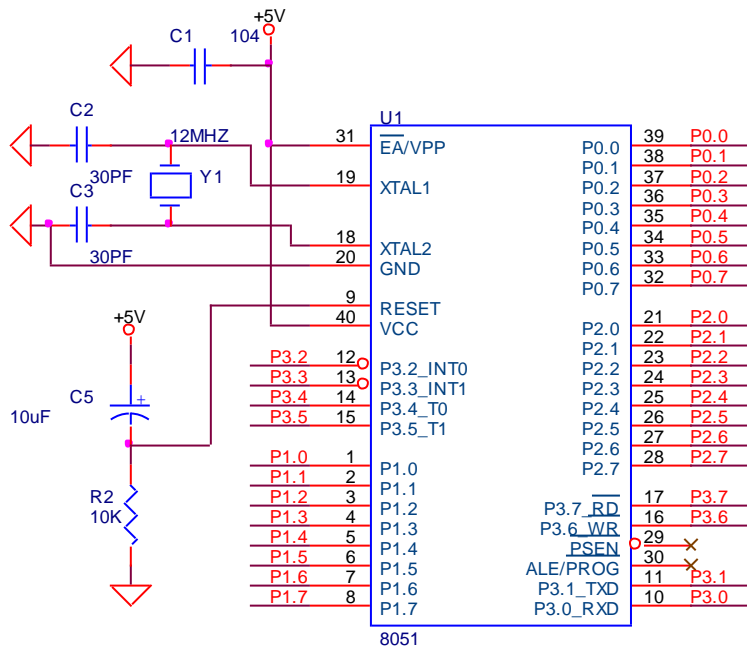 +5V
C1
104
U1
C2
12MHZ
30PF
Y1
C3
30PF
31
EA/VPP
19
XTAL1
18
XTAL2
20
GND
9
RESET
40
VCC
P3.2
12
P3.2_INT0
P3.3
13
P3.3_INT1
P3.4
14
P3.4_T0
P3.5
15
P3.5_T1
P1.0
1
P1.0
P1.1
2
P1.1
P1.2
3
P1.2
P1.3
4
P1.3
P1.4
5
P1.4
P1.5
6
P1.5
P1.6
7
P1.6
P1.7
8
P1.7
P0.0
39
P0.0
P0.1
38
P0.1
P0.2
37
P0.2
P0.3
36
P0.3
P0.4
35
P0.4
P0.5
34
P0.5
P0.6
33
P0.6
P0.7
32
P0.7
P2.0
21
P2.0
P2.1
22
P2.1
P2.2
23
P2.2
P2.3
24
P2.3
P2.4
25
P2.4
P2.5
26
P2.5
P2.6
27
P2.6
P2.7
28
P2.7
P3.7_RD
17
P3.7
P3.6_WR
16
P3.6
PSEN
29
ALE/PROG
30
P3.1_TXD
11
P3.1
P3.0_RXD
10
P3.0
8051
+5V
C5
+
10uF
R2
10K